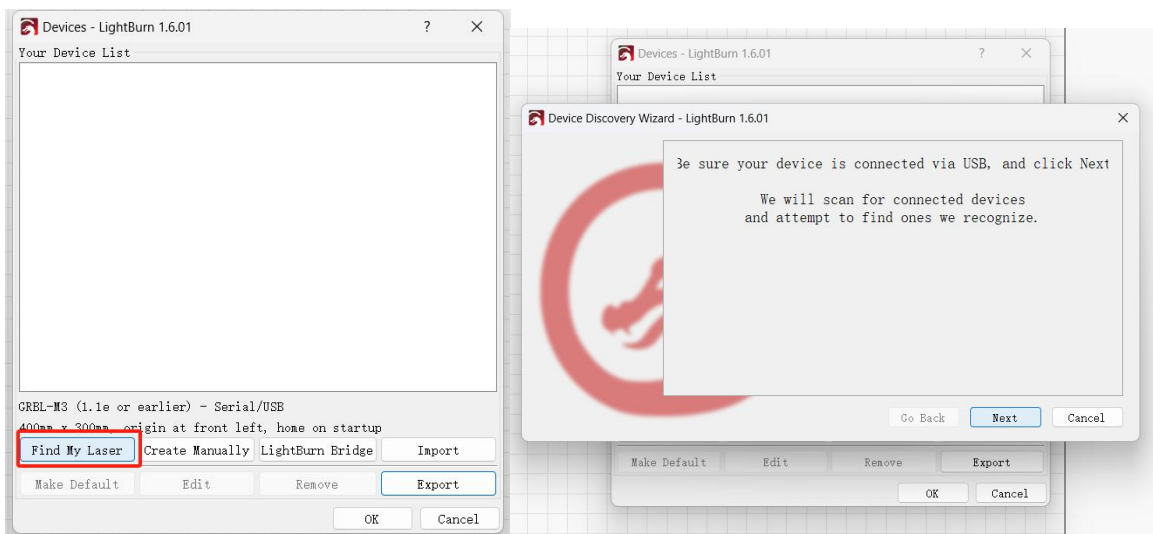 Devices - LightBurn 1.6.01 ? ×
Your Device List
GRBL-M3 (1.1e or earlier) - Serial/USB
400mm x 300mm, origin at front left, home on startup
Find My Laser Create Manually LightBurn Bridge Import
Make Default Edit Remove Export
OK Cancel
Devices - LightBurn 1.6.01 ? ×
Your Device List
Device Discovery Wizard - LightBurn 1.6.01 ×
Be sure your device is connected via USB, and click Next
We will scan for connected devices
and attempt to find ones we recognize.
Go Back Next Cancel
Make Default Edit Remove Export
OK Cancel